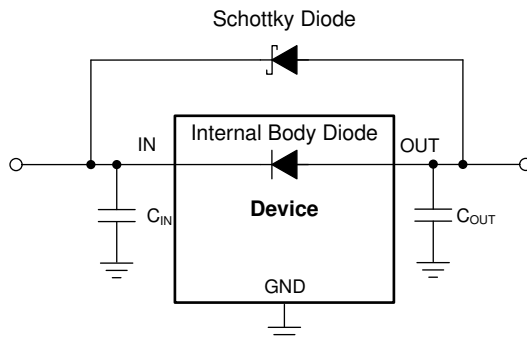 Schottky Diode
Internal Body Diode
IN
OUT
C_IN
Device
C_OUT
GND